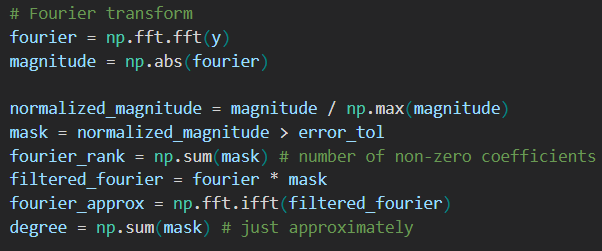 # Fourier transform
fourier = np.fft.fft(y)
magnitude = np.abs(fourier)

normalized_magnitude = magnitude / np.max(magnitude)
mask = normalized_magnitude > error_tol
fourier_rank = np.sum(mask) # number of non-zero coefficients
filtered_fourier = fourier * mask
fourier_approx = np.fft.ifft(filtered_fourier)
degree = np.sum(mask) # just approximately